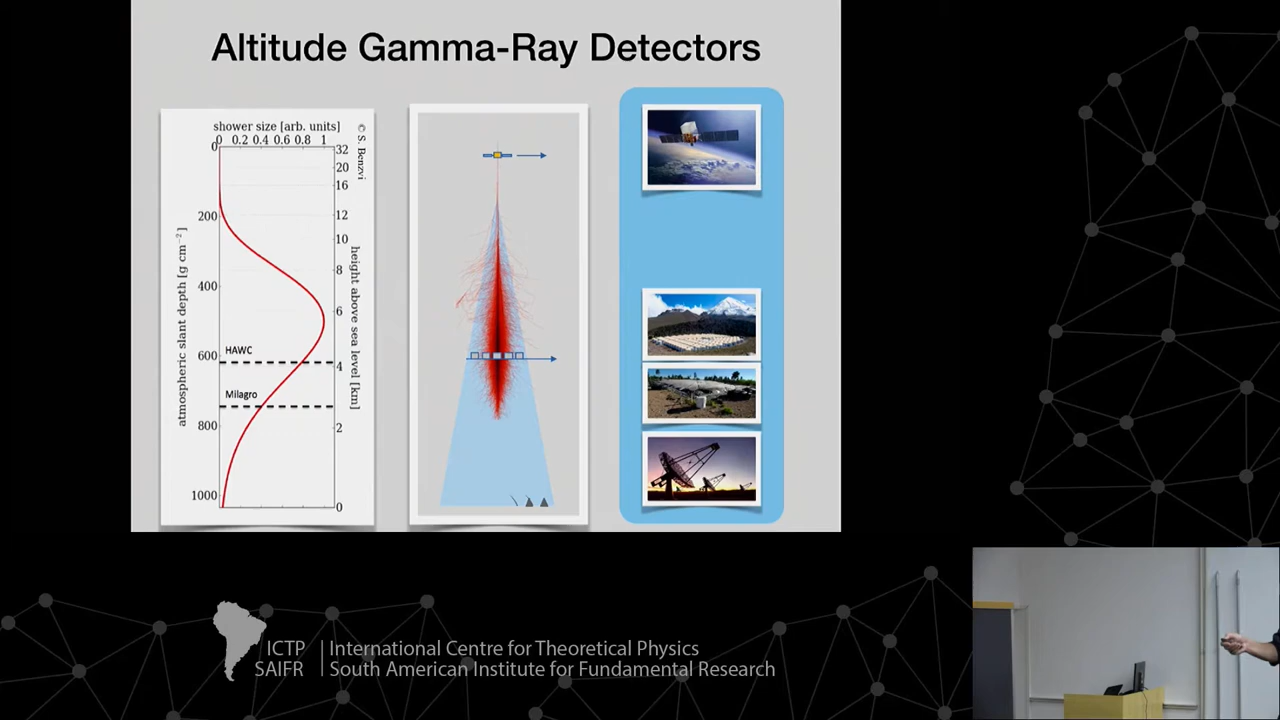 Altitude Gamma-Ray Detectors
shower size [arb. units]
0 0.2 0.4 0.6 0.8 1
© S. Benzvi
0
200
400
600
800
1000
atmospheric slant depth [g cm⁻²]
HAWC
Milagro
32
20
16
12
10
8
6
4
2
0
height above sea level [km]
ICTP
SAIFR
International Centre for Theoretical Physics
South American Institute for Fundamental Research